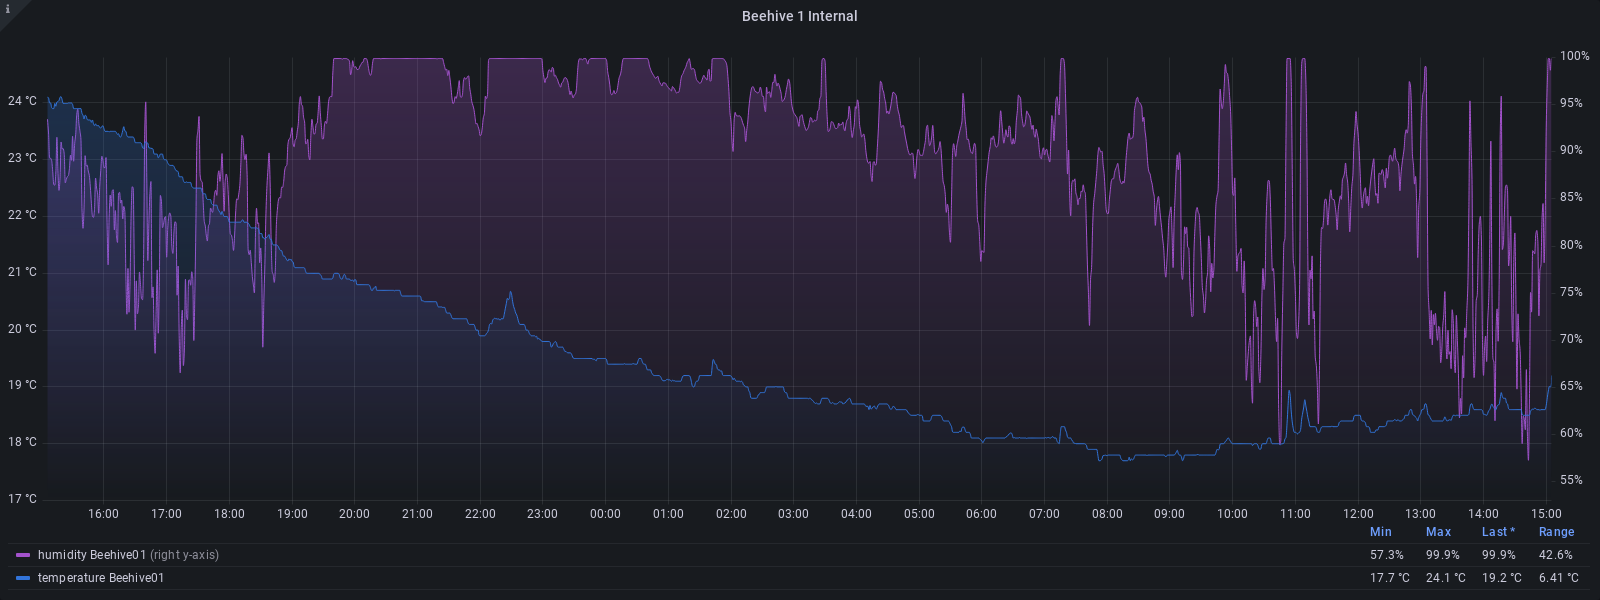 i
Beehive 1 Internal
24 °C
23 °C
22 °C
21 °C
20 °C
19 °C
18 °C
17 °C
100%
95%
90%
85%
80%
75%
70%
65%
60%
55%
16:00 17:00 18:00 19:00 20:00 21:00 22:00 23:00 00:00 01:00 02:00 03:00 04:00 05:00 06:00 07:00 08:00 09:00 10:00 11:00 12:00 13:00 14:00 15:00
Min Max Last * Range
humidity Beehive01 (right y-axis) 57.3% 99.9% 99.9% 42.6%
temperature Beehive01 17.7 °C 24.1 °C 19.2 °C 6.41 °C